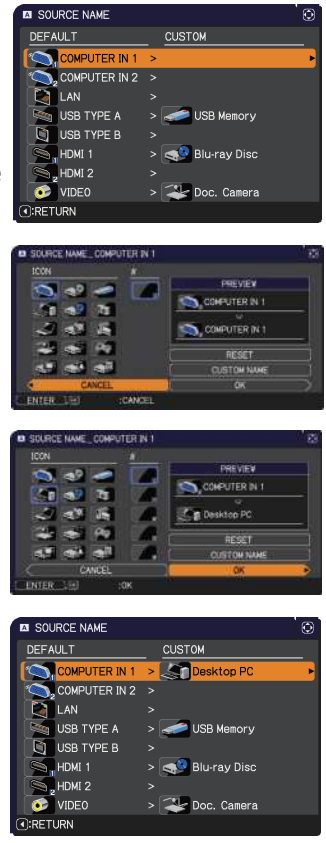 SOURCE NAME
DEFAULT CUSTOM
COMPUTER IN 1 >
COMPUTER IN 2 >
LAN >
USB TYPE A > USB Memory
USB TYPE B >
HDMI 1 > Blu-ray Disc
HDMI 2 >
VIDEO > Doc. Camera
:RETURN
e
SOURCE NAME_COMPUTER IN 1
ICON #
PREVIEW
COMPUTER IN 1
COMPUTER IN 1
RESET
CUSTOM NAME
CANCEL OK
ENTER :CANCEL
SOURCE NAME_COMPUTER IN 1
ICON #
PREVIEW
COMPUTER IN 1
Desktop PC
RESET
CUSTOM NAME
CANCEL OK
ENTER :OK
SOURCE NAME
DEFAULT CUSTOM
COMPUTER IN 1 > Desktop PC
COMPUTER IN 2 >
LAN >
USB TYPE A > USB Memory
USB TYPE B >
HDMI 1 > Blu-ray Disc
HDMI 2 >
VIDEO > Doc. Camera
:RETURN